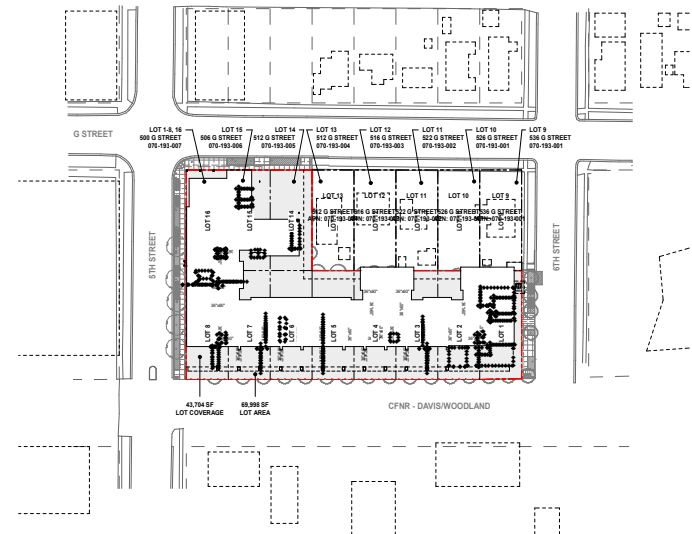 G STREET
LOT 1-8, 16
500 G STREET
070-191-007
LOT 15
506 G STREET
070-193-006
LOT 14
512 G STREET
070-193-005
LOT 13
512 G STREET
070-193-004
LOT 12
516 G STREET
070-193-003
LOT 11
522 G STREET
070-193-002
LOT 10
526 G STREET
070-191-001
LOT 9
536 G STREET
070-193-001
LOT 13
LOT 12
LOT 11
LOT 10
LOT 9
LOT 16
LOT 15
LOT 14
5TH STREET
6TH STREET
LOT 8
LOT 7
LOT 6
LOT 5
LOT 4
LOT 3
LOT 2
LOT 1
43,704 SF
LOT COVERAGE
69,998 SF
LOT AREA
CFNR - DAVIS/WOODLAND